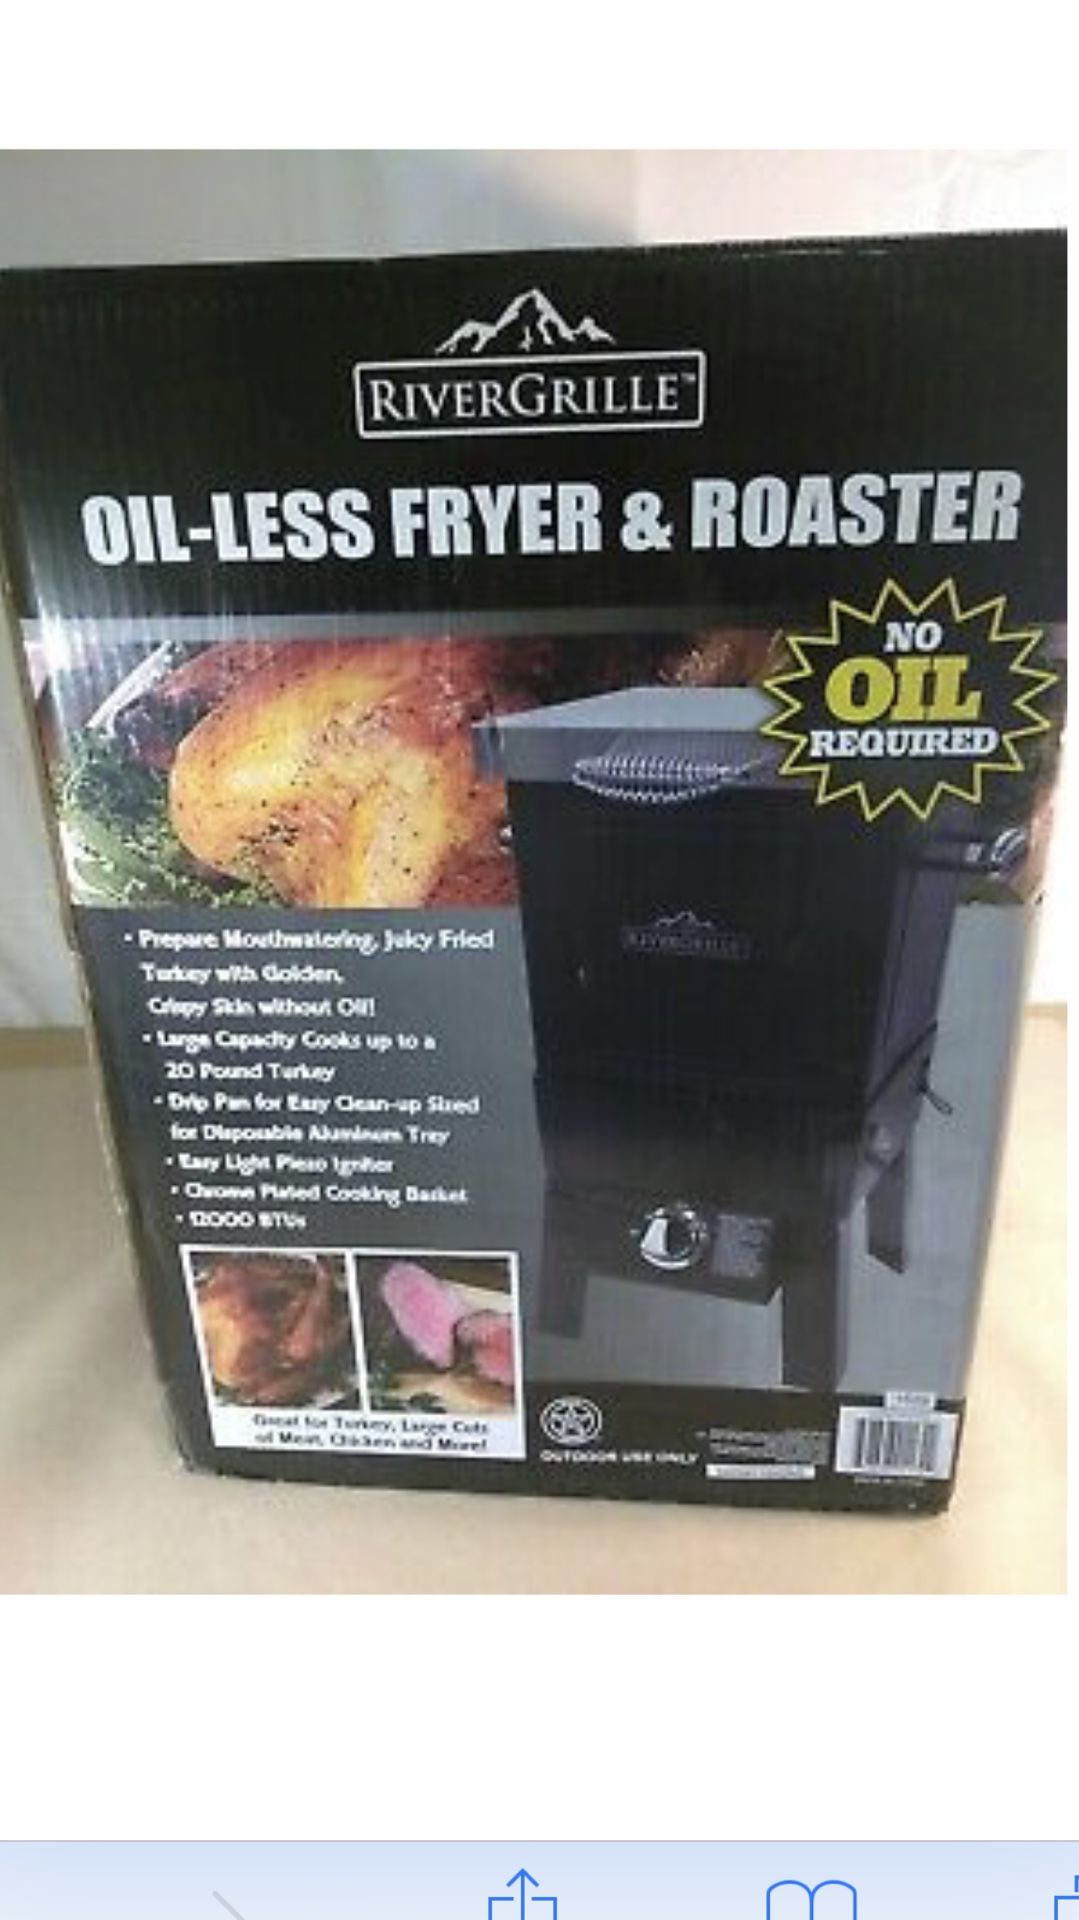 RIVERGRILLE™
OIL-LESS FRYER & ROASTER
NO
OIL
REQUIRED
RIVERGRILLE
• Prepare Mouthwatering, Juicy Fried
Turkey with Golden,
Crispy Skin without Oil!
• Large Capacity Cooks up to a
20 Pound Turkey
• Drip Pan for Easy Clean-up Sized
for Disposable Aluminum Tray
• Easy Light Piezo Igniter
• Chrome Plated Cooking Basket
• 12000 BTUs
Great for Turkey, Large Cuts
of Meat, Chicken and More!
OUTDOOR USE ONLY